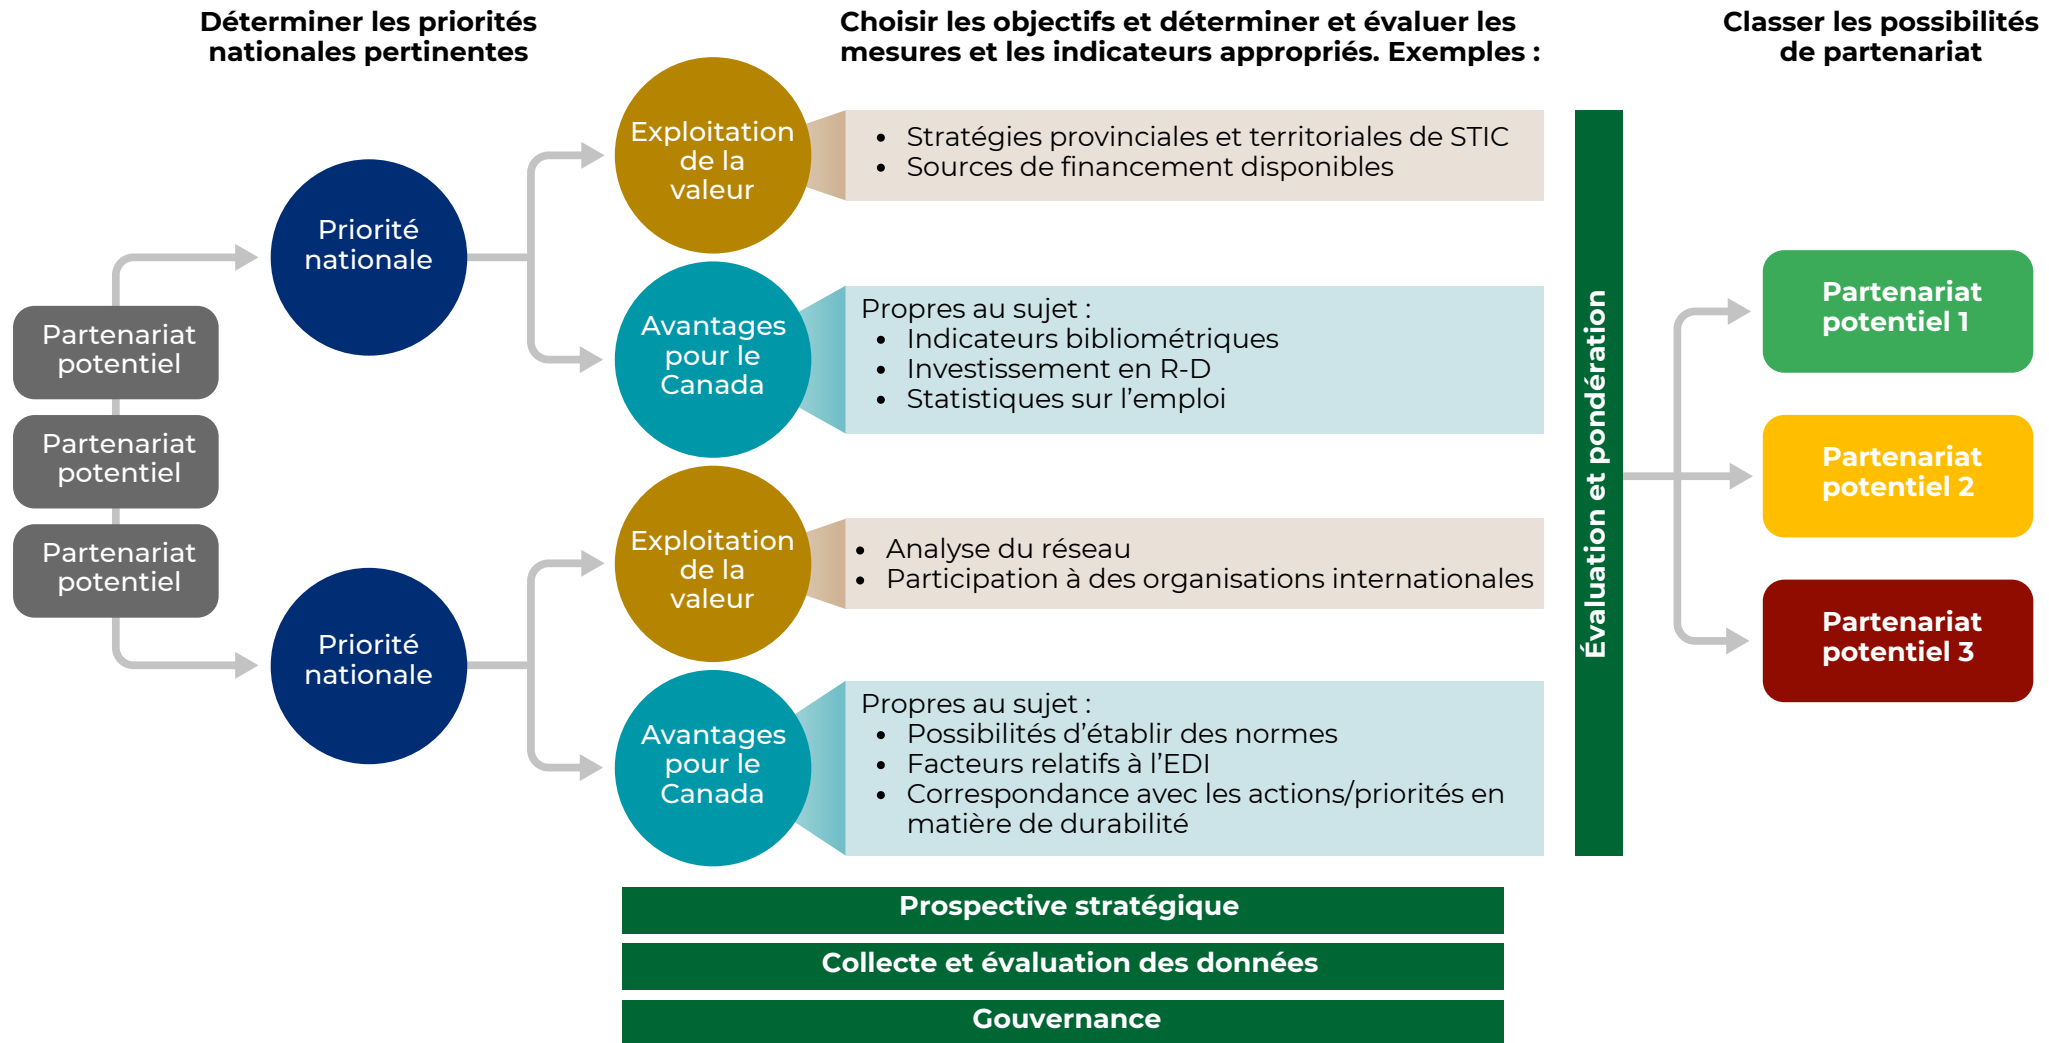 Déterminer les priorités
nationales pertinentes
Choisir les objectifs et déterminer et évaluer les
mesures et les indicateurs appropriés. Exemples :
Classer les possibilités
de partenariat
Partenariat
potentiel
Partenariat
potentiel
Partenariat
potentiel
Priorité
nationale
Exploitation
de la
valeur
• Stratégies provinciales et territoriales de STIC
• Sources de financement disponibles
Avantages
pour le
Canada
Propres au sujet :
• Indicateurs bibliométriques
• Investissement en R-D
• Statistiques sur l’emploi
Priorité
nationale
Exploitation
de la
valeur
• Analyse du réseau
• Participation à des organisations internationales
Avantages
pour le
Canada
Propres au sujet :
• Possibilités d’établir des normes
• Facteurs relatifs à l’EDI
• Correspondance avec les actions/priorités en
matière de durabilité
Évaluation et pondération
Partenariat
potentiel 1
Partenariat
potentiel 2
Partenariat
potentiel 3
Prospective stratégique
Collecte et évaluation des données
Gouvernance